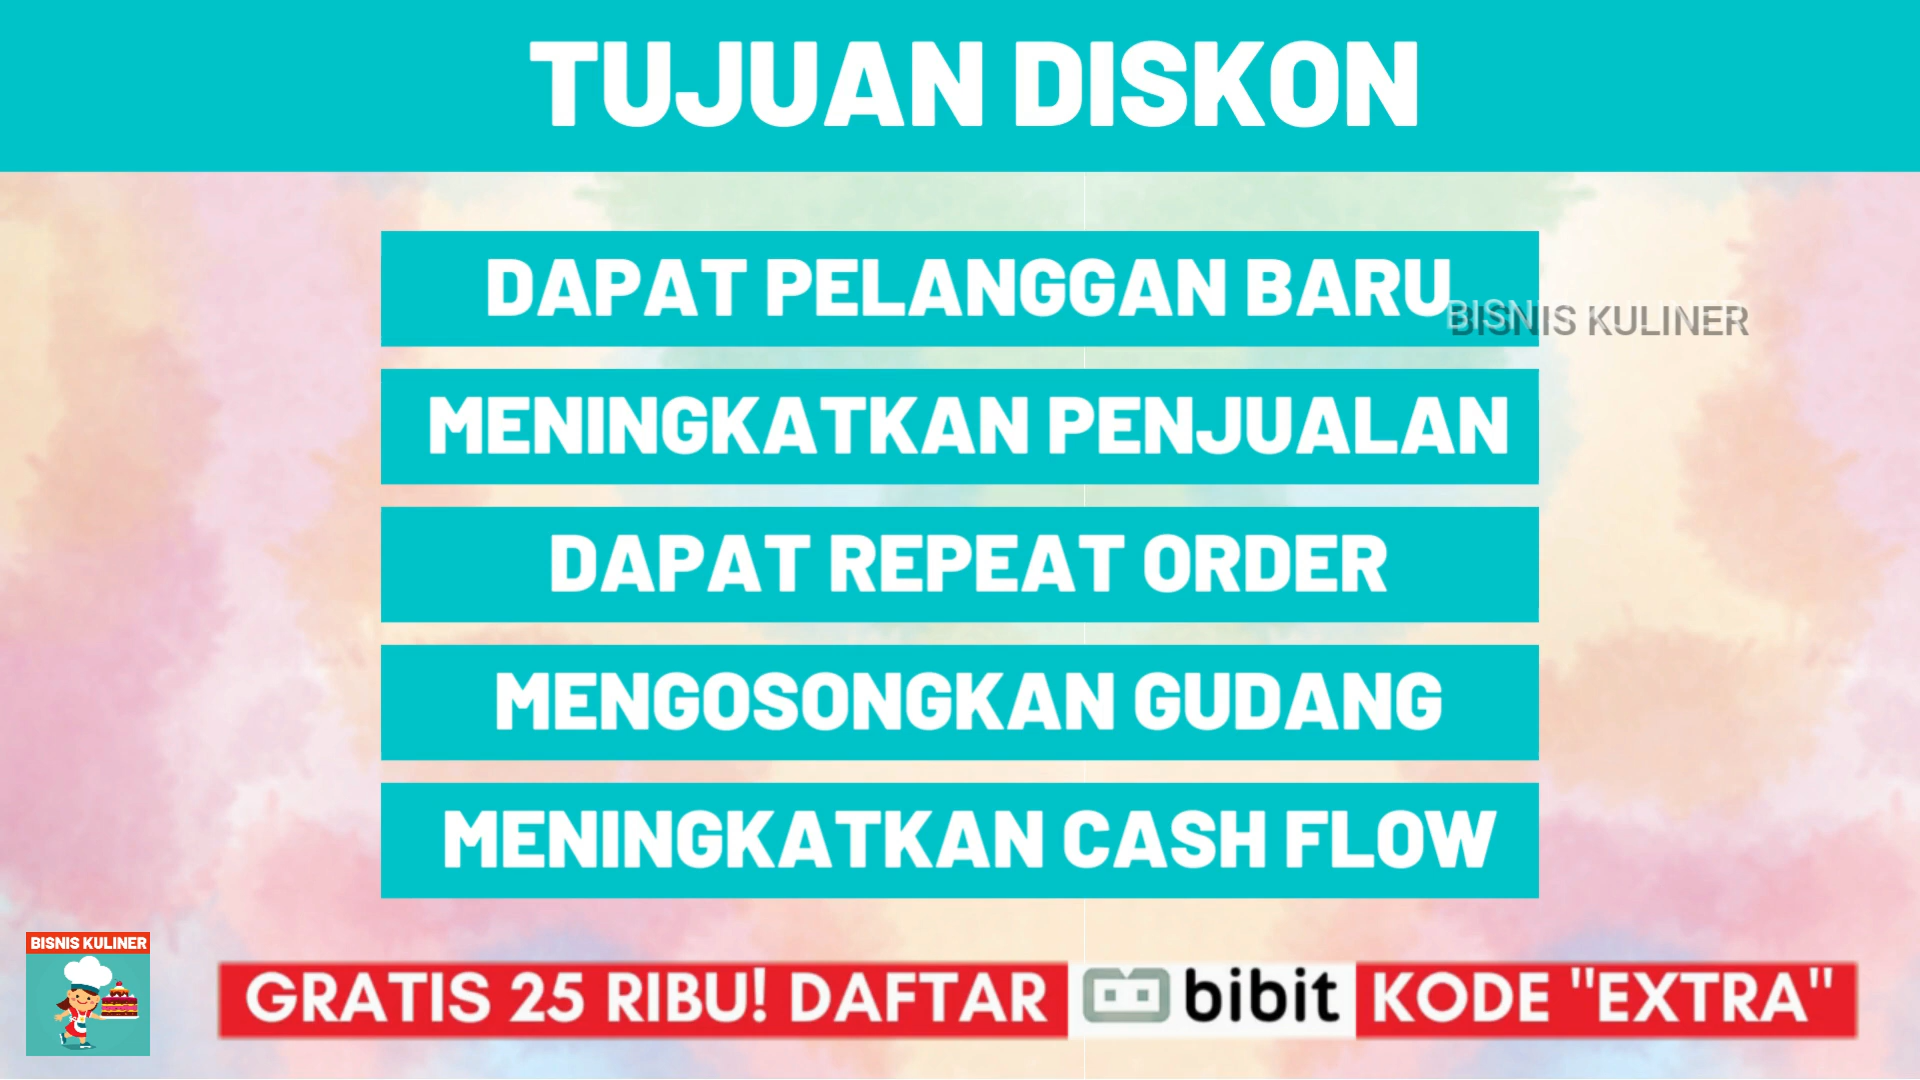 TUJUAN DISKON
DAPAT PELANGGAN BARU
BISNIS KULINER
MENINGKATKAN PENJUALAN
DAPAT REPEAT ORDER
MENGOSONGKAN GUDANG
MENINGKATKAN CASH FLOW
BISNIS KULINER
GRATIS 25 RIBU! DAFTAR bibit KODE "EXTRA"